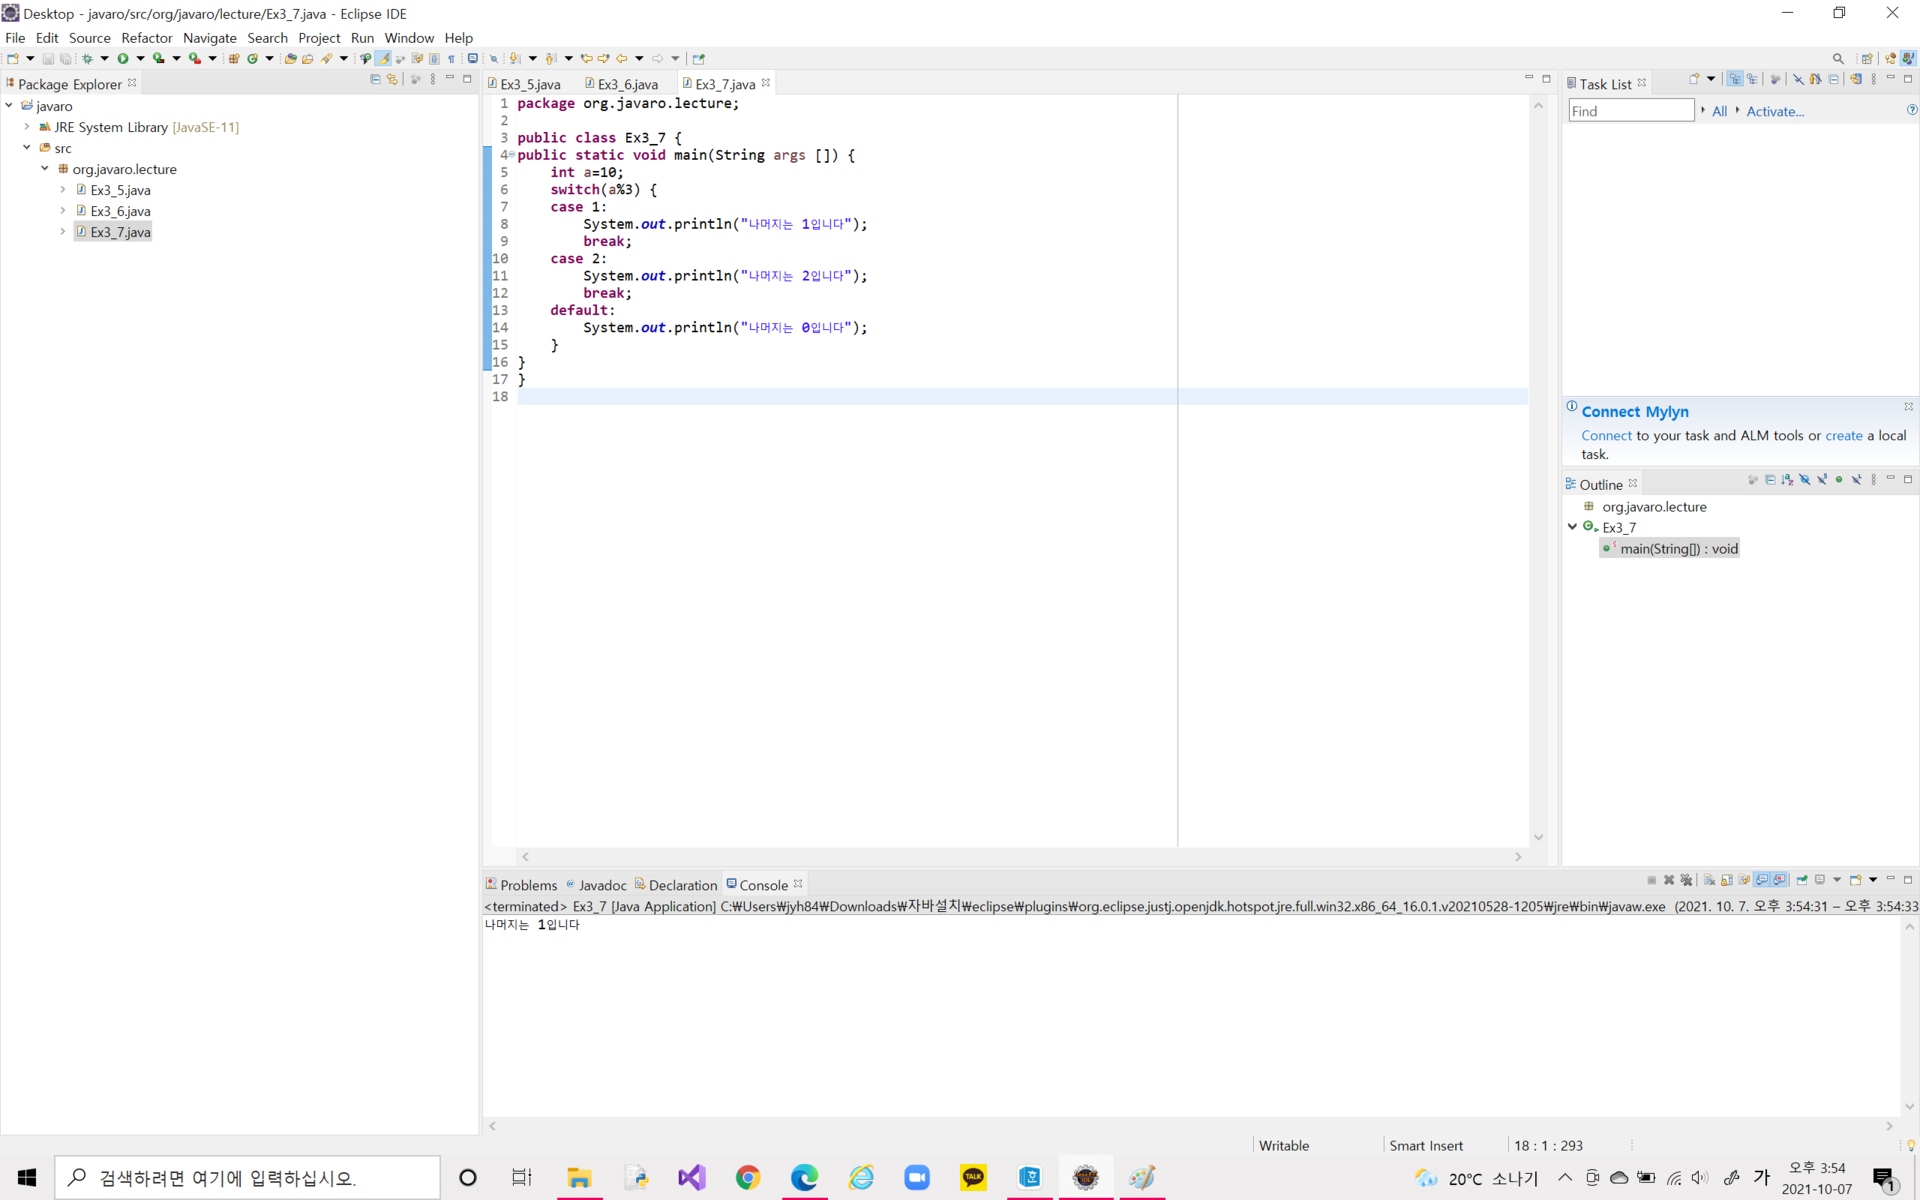 Desktop - javaro/src/org/javaro/lecture/Ex3_7.java - Eclipse IDE
File Edit Source Refactor Navigate Search Project Run Window Help
Package Explorer
javaro
JRE System Library [JavaSE-11]
src
org.javaro.lecture
Ex3_5.java
Ex3_6.java
Ex3_7.java
Ex3_5.java Ex3_6.java Ex3_7.java
1 package org.javaro.lecture;
2
3 public class Ex3_7 {
4 public static void main(String args []) {
5 int a=10;
6 switch(a%3) {
7 case 1:
8 System.out.println("나머지는 1입니다");
9 break;
10 case 2:
11 System.out.println("나머지는 2입니다");
12 break;
13 default:
14 System.out.println("나머지는 0입니다");
15 }
16 }
17 }
18
Task List
Find All Activate...
Connect Mylyn
Connect to your task and ALM tools or create a local
task.
Outline
org.javaro.lecture
Ex3_7
main(String[]) : void
Problems Javadoc Declaration Console
<terminated> Ex3_7 [Java Application] C:₩Users₩jyh84₩Downloads₩자바설치₩eclipse₩plugins₩org.eclipse.justj.openjdk.hotspot.jre.full.win32.x86_64_16.0.1.v20210528-1205₩jre₩bin₩javaw.exe (2021. 10. 7. 오후 3:54:31 – 오후 3:54:33
나머지는 1입니다
Writable Smart Insert 18 : 1 : 293
검색하려면 여기에 입력하십시오.
TALK
20°C 소나기
가
오후 3:54
2021-10-07
1